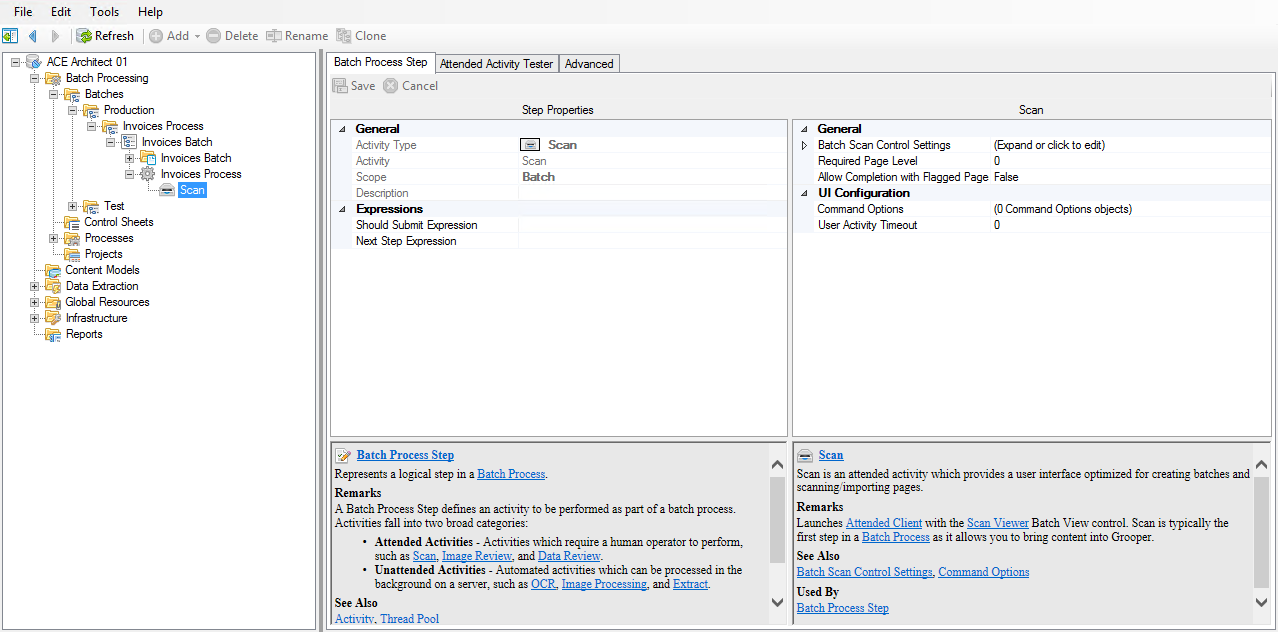 File Edit Tools Help
Refresh Add Delete Rename Clone
ACE Architect 01
Batch Processing
Batches
Production
Invoices Process
Invoices Batch
Invoices Batch
Invoices Process
Scan
Test
Control Sheets
Processes
Projects
Content Models
Data Extraction
Global Resources
Infrastructure
Reports
Batch Process Step Attended Activity Tester Advanced
Save Cancel
Step Properties
General
Activity Type Scan
Activity Scan
Scope Batch
Description
Expressions
Should Submit Expression
Next Step Expression
Scan
General
Batch Scan Control Settings (Expand or click to edit)
Required Page Level 0
Allow Completion with Flagged Page False
UI Configuration
Command Options (0 Command Options objects)
User Activity Timeout 0
Batch Process Step
Represents a logical step in a Batch Process.
Remarks
A Batch Process Step defines an activity to be performed as part of a batch process.
Activities fall into two broad categories:
• Attended Activities - Activities which require a human operator to perform,
such as Scan, Image Review, and Data Review.
• Unattended Activities - Automated activities which can be processed in the
background on a server, such as OCR, Image Processing, and Extract.
See Also
Activity, Thread Pool
Scan
Scan is an attended activity which provides a user interface optimized for creating batches and
scanning/importing pages.
Remarks
Launches Attended Client with the Scan Viewer Batch View control. Scan is typically the
first step in a Batch Process as it allows you to bring content into Grooper.
See Also
Batch Scan Control Settings, Command Options
Used By
Batch Process Step